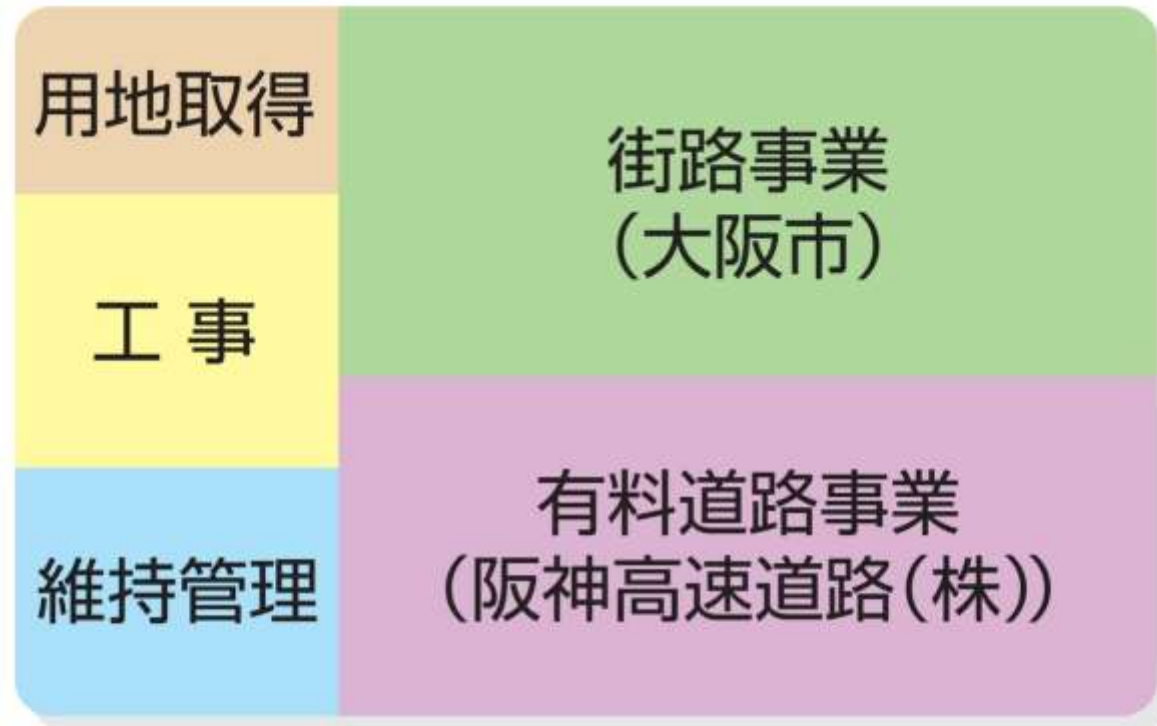 用地取得
街路事業
（大阪市）
工 事
有料道路事業
（阪神高速道路（株））
維持管理